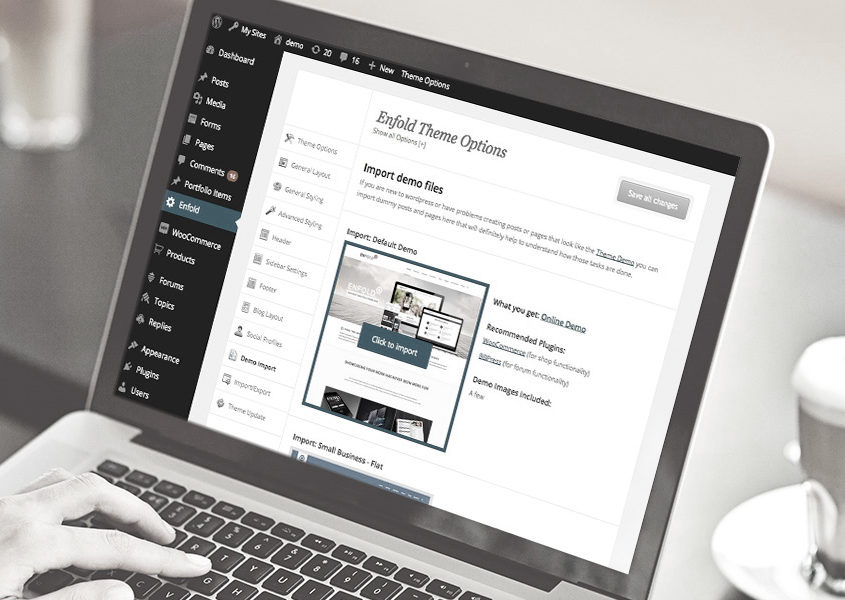 My Sites
demo
20
16
New
Theme Options
Dashboard
Posts
Media
Forms
Pages
Comments 16
Portfolio Items
Enfold
WooCommerce
Products
Forums
Topics
Replies
Appearance
Plugins
Users
Theme Options
General Layout
General Styling
Advanced Styling
Header
Sidebar Settings
Footer
Blog Layout
Social Profiles
Demo Import
Import/Export
Theme Update
Enfold Theme Options
Show all Options [+]
Save all changes
Import demo files
If you are new to wordpress or have problems creating posts or pages that look like the Theme Demo you can
import dummy posts and pages here that will definitely help to understand how those tasks are done.
Import: Default Demo
ENFOLD
Click to import
What you get: Online Demo
Recommended Plugins:
WooCommerce (for shop functionality)
BBPress (for forum functionality)
Demo Images Included:
A few
Import: Small Business - Flat